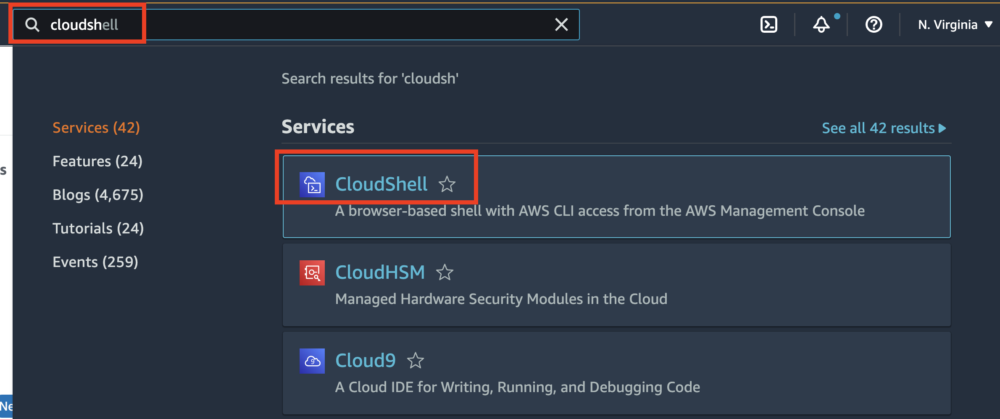 cloudshell
N. Virginia
Search results for 'cloudsh'
Services (42)
Features (24)
Blogs (4,675)
Tutorials (24)
Events (259)
Services
See all 42 results
CloudShell
A browser-based shell with AWS CLI access from the AWS Management Console
CloudHSM
Managed Hardware Security Modules in the Cloud
Cloud9
A Cloud IDE for Writing, Running, and Debugging Code
s
Ne